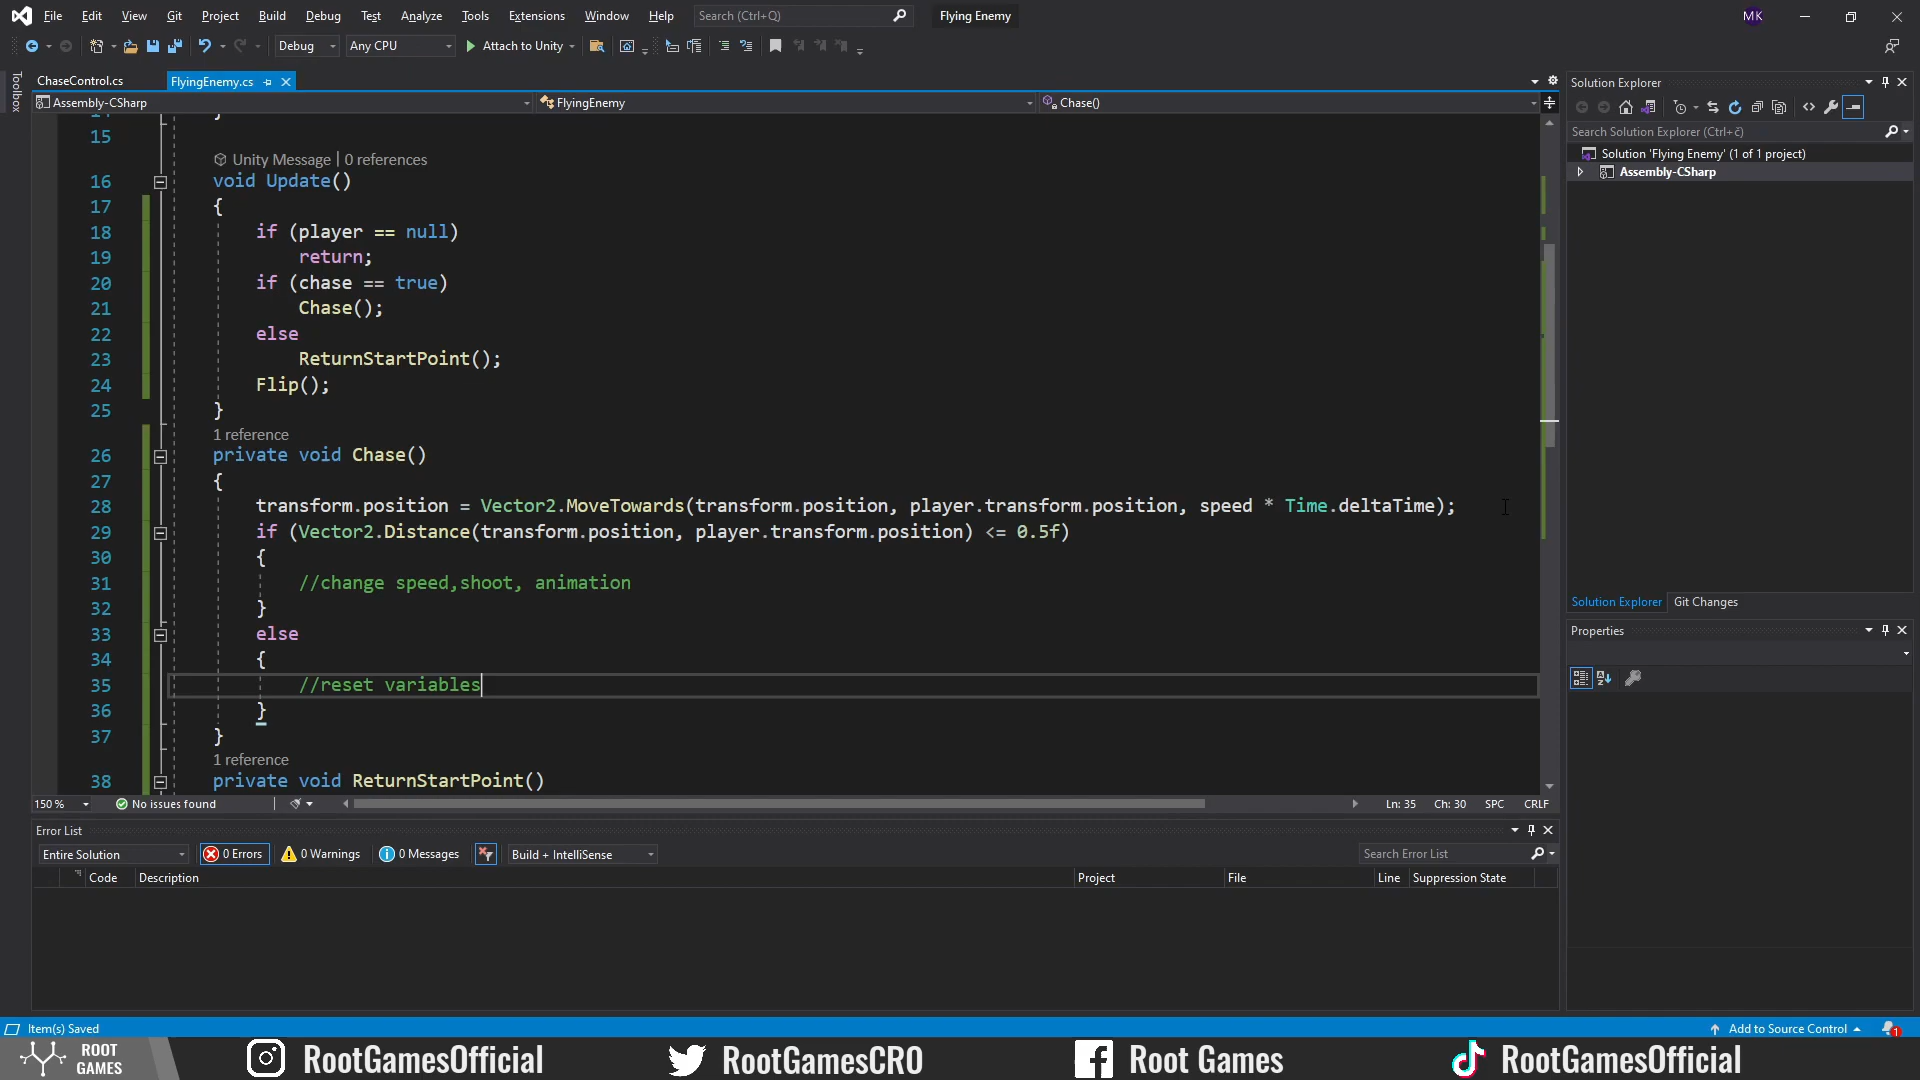 File Edit View Git Project Build Debug Test Analyze Tools Extensions Window Help Search (Ctrl+Q) Flying Enemy MK
Debug Any CPU Attach to Unity
Toolbox
ChaseControl.cs FlyingEnemy.cs
Assembly-CSharp FlyingEnemy Chase()
14 }
15
Unity Message | 0 references
16 void Update()
17 {
18 if (player == null)
19 return;
20 if (chase == true)
21 Chase();
22 else
23 ReturnStartPoint();
24 Flip();
25 }
1 reference
26 private void Chase()
27 {
28 transform.position = Vector2.MoveTowards(transform.position, player.transform.position, speed * Time.deltaTime);
29 if (Vector2.Distance(transform.position, player.transform.position) <= 0.5f)
30 {
31 //change speed,shoot, animation
32 }
33 else
34 {
35 //reset variables
36 }
37 }
1 reference
38 private void ReturnStartPoint()
150 % No issues found Ln: 35 Ch: 30 SPC CRLF
Solution Explorer
Search Solution Explorer (Ctrl+č)
Solution 'Flying Enemy' (1 of 1 project)
Assembly-CSharp
Solution Explorer Git Changes
Properties
Error List
Entire Solution 0 Errors 0 Warnings 0 Messages Build + IntelliSense Search Error List
Code Description Project File Line Suppression State
Item(s) Saved Add to Source Control 1
ROOT GAMES RootGamesOfficial RootGamesCRO Root Games RootGamesOfficial